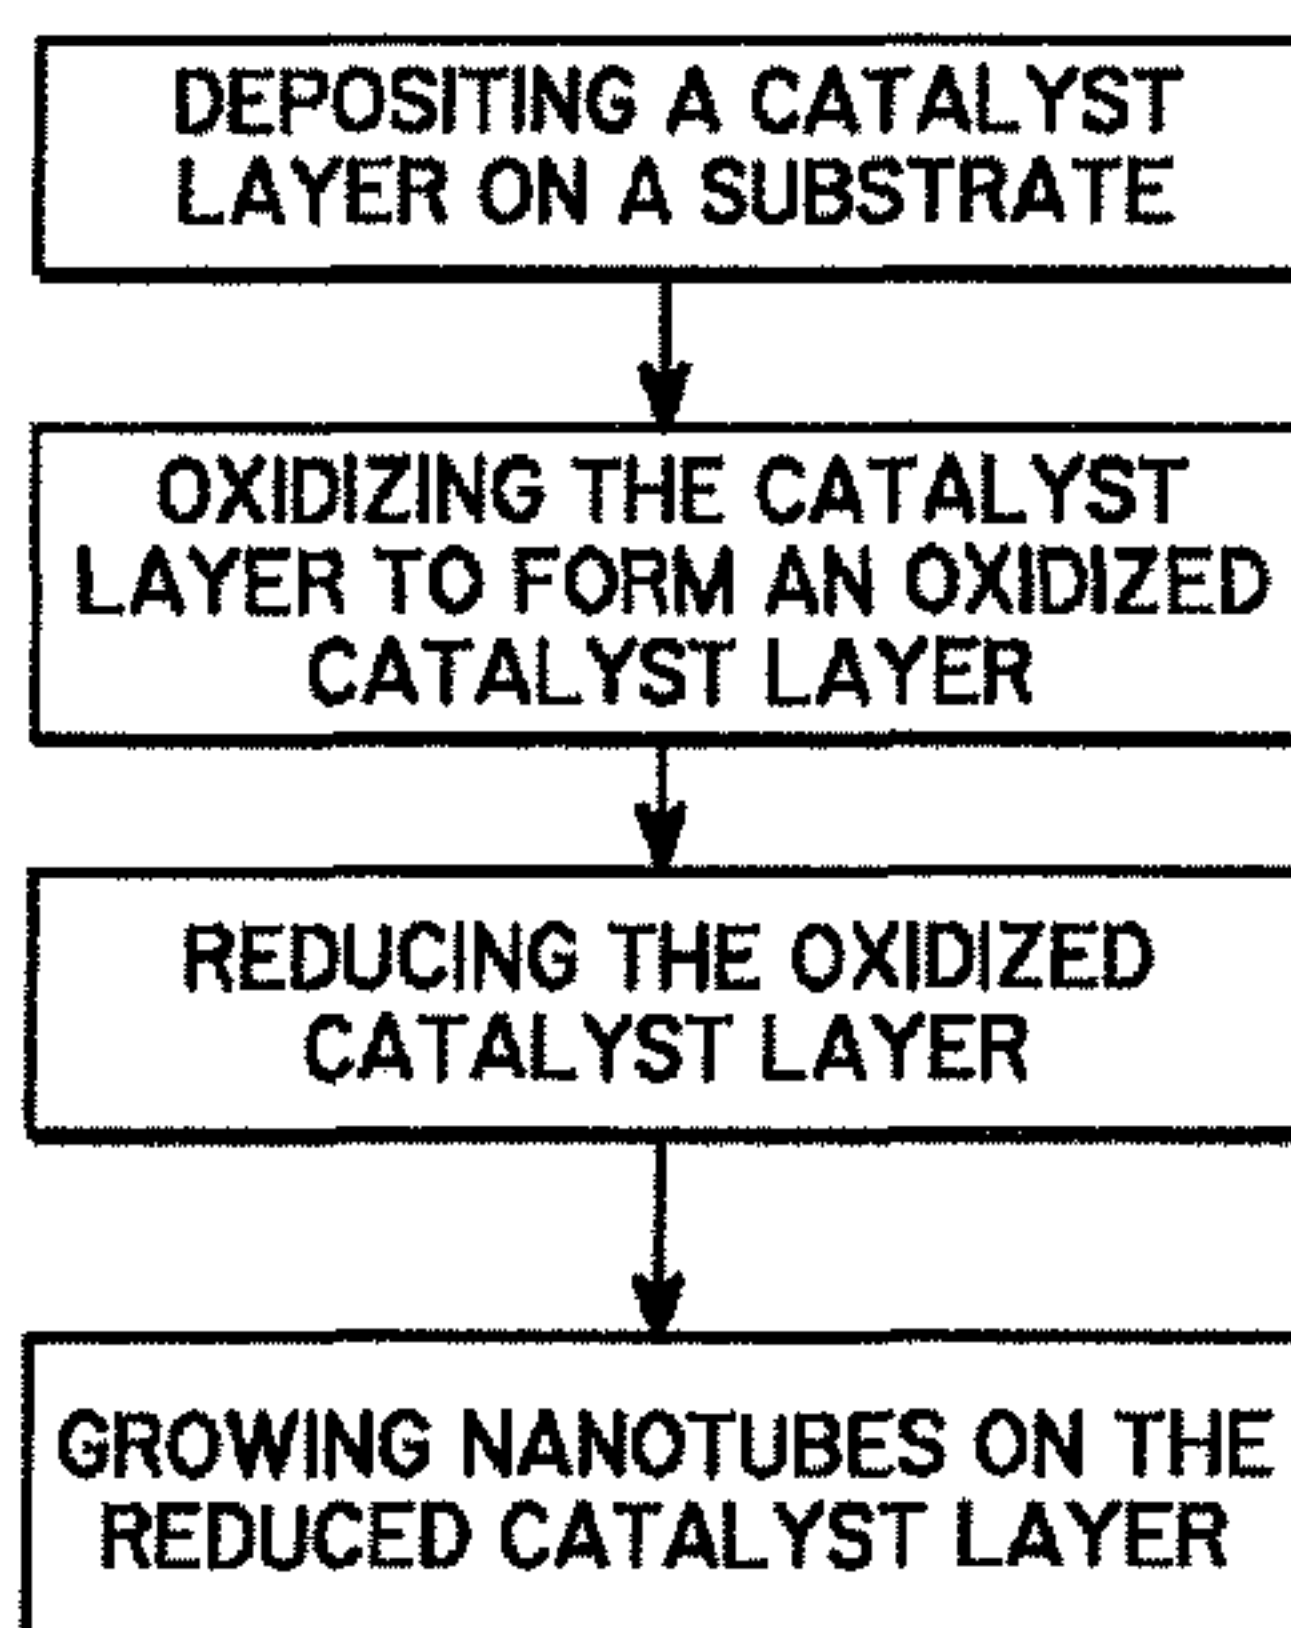 DEPOSITING A CATALYST
LAYER ON A SUBSTRATE
OXIDIZING THE CATALYST
LAYER TO FORM AN OXIDIZED
CATALYST LAYER
REDUCING THE OXIDIZED
CATALYST LAYER
GROWING NANOTUBES ON THE
REDUCED CATALYST LAYER